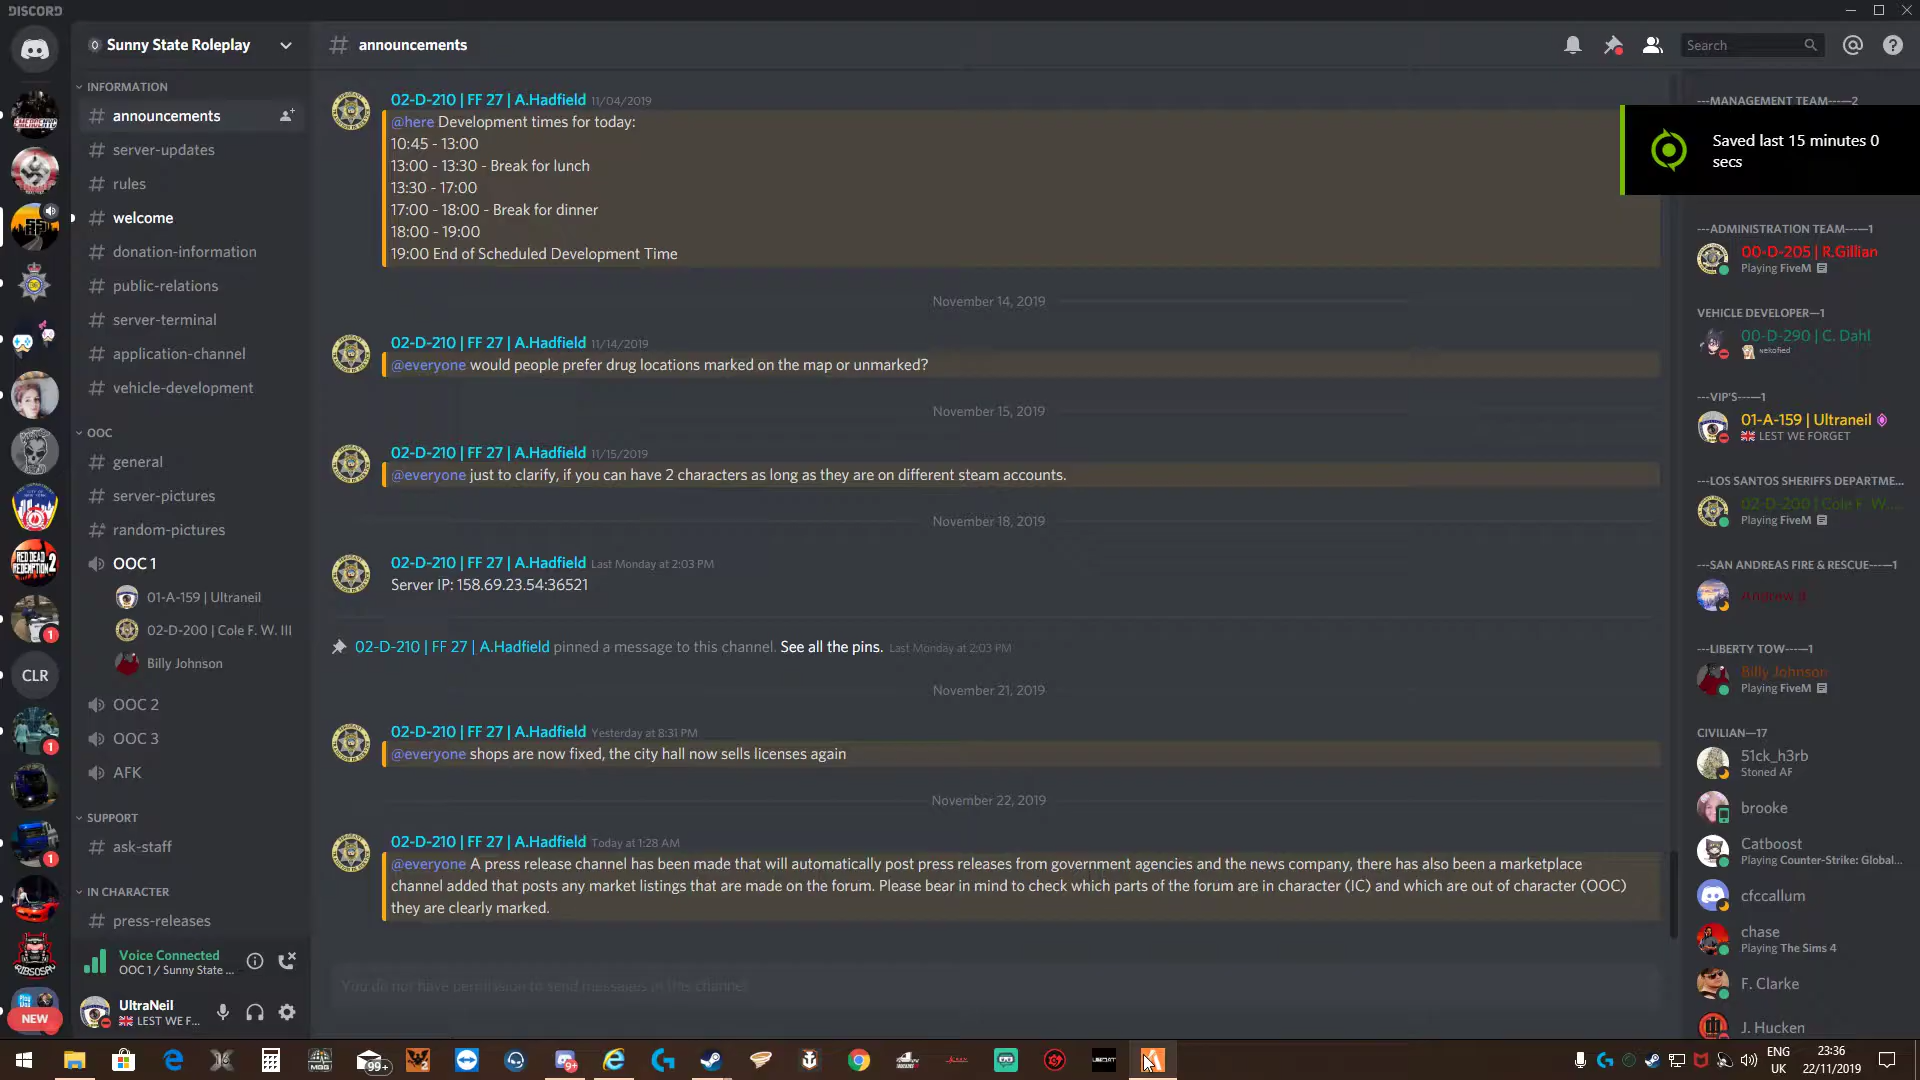 DISCORD
Sunny State Roleplay
announcements
Search
INFORMATION
announcements
server-updates
rules
welcome
donation-information
public-relations
server-terminal
application-channel
vehicle-development
OOC
general
server-pictures
random-pictures
OOC 1
01-A-159 | Ultraneil
02-D-200 | Cole F. W. III
Billy Johnson
OOC 2
OOC 3
AFK
SUPPORT
ask-staff
IN CHARACTER
press-releases
Voice Connected
OOC 1 / Sunny State ...
UltraNeil
LEST WE F...
CLR
1
1
1
NEW
02-D-210 | FF 27 | A.Hadfield 11/04/2019
@here Development times for today:
10:45 - 13:00
13:00 - 13:30 - Break for lunch
13:30 - 17:00
17:00 - 18:00 - Break for dinner
18:00 - 19:00
19:00 End of Scheduled Development Time
November 14, 2019
02-D-210 | FF 27 | A.Hadfield 11/14/2019
@everyone would people prefer drug locations marked on the map or unmarked?
November 15, 2019
02-D-210 | FF 27 | A.Hadfield 11/15/2019
@everyone just to clarify, if you can have 2 characters as long as they are on different steam accounts.
November 18, 2019
02-D-210 | FF 27 | A.Hadfield Last Monday at 2:03 PM
Server IP: 158.69.23.54:36521
02-D-210 | FF 27 | A.Hadfield pinned a message to this channel. See all the pins. Last Monday at 2:03 PM
November 21, 2019
02-D-210 | FF 27 | A.Hadfield Yesterday at 8:31 PM
@everyone shops are now fixed, the city hall now sells licenses again
November 22, 2019
02-D-210 | FF 27 | A.Hadfield Today at 1:28 AM
@everyone A press release channel has been made that will automatically post press releases from government agencies and the news company, there has also been a marketplace
channel added that posts any market listings that are made on the forum. Please bear in mind to check which parts of the forum are in character (IC) and which are out of character (OOC)
they are clearly marked.
You do not have permission to send messages in this channel.
---MANAGEMENT TEAM---—2
Saved last 15 minutes 0
secs
---ADMINISTRATION TEAM---—1
00-D-205 | R.Gillian
Playing FiveM
VEHICLE DEVELOPER—1
00-D-290 | C. Dahl
---VIP'S---—1
01-A-159 | Ultraneil
LEST WE FORGET
---LOS SANTOS SHERIFFS DEPARTME...
02-D-200 | Cole F. W....
Playing FiveM
---SAN ANDREAS FIRE & RESCUE---—1
---LIBERTY TOW---—1
Billy Johnson
Playing FiveM
CIVILIAN—17
51ck_h3rb
Stoned AF
brooke
Catboost
Playing Counter-Strike: Global...
cfccallum
chase
Playing The Sims 4
F. Clarke
J. Hucken
99+
ENG
UK
23:36
22/11/2019